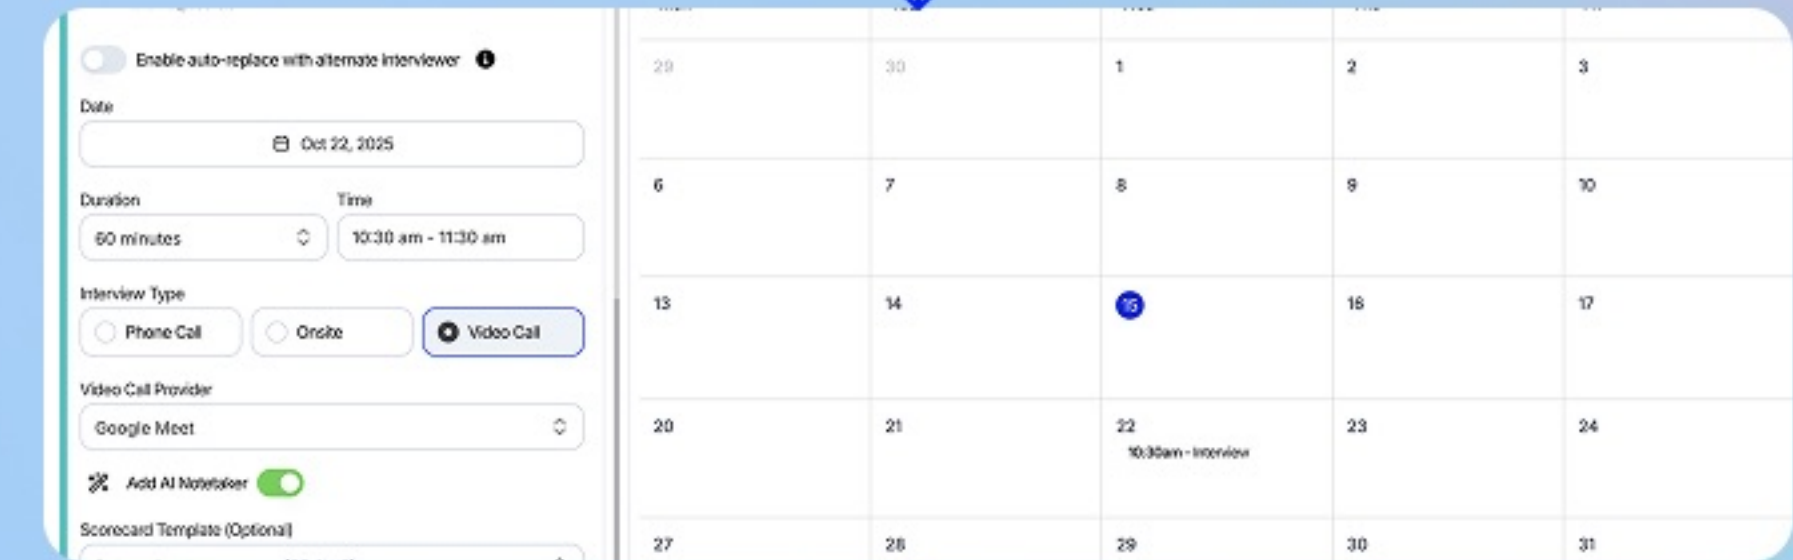 Enable auto-replace with alternate interviewer
Date
Oct 22, 2025
Duration
Time
60 minutes
10:30 am - 11:30 am
Interview Type
Phone Call
Onsite
Video Call
Video Call Provider
Google Meet
Add AI Notetaker
Scorecard Template (Optional)
29 30 1 2 3
6 7 8 9 10
13 14 15 16 17
20 21 22 23 24
10:30am - Interview
27 28 29 30 31